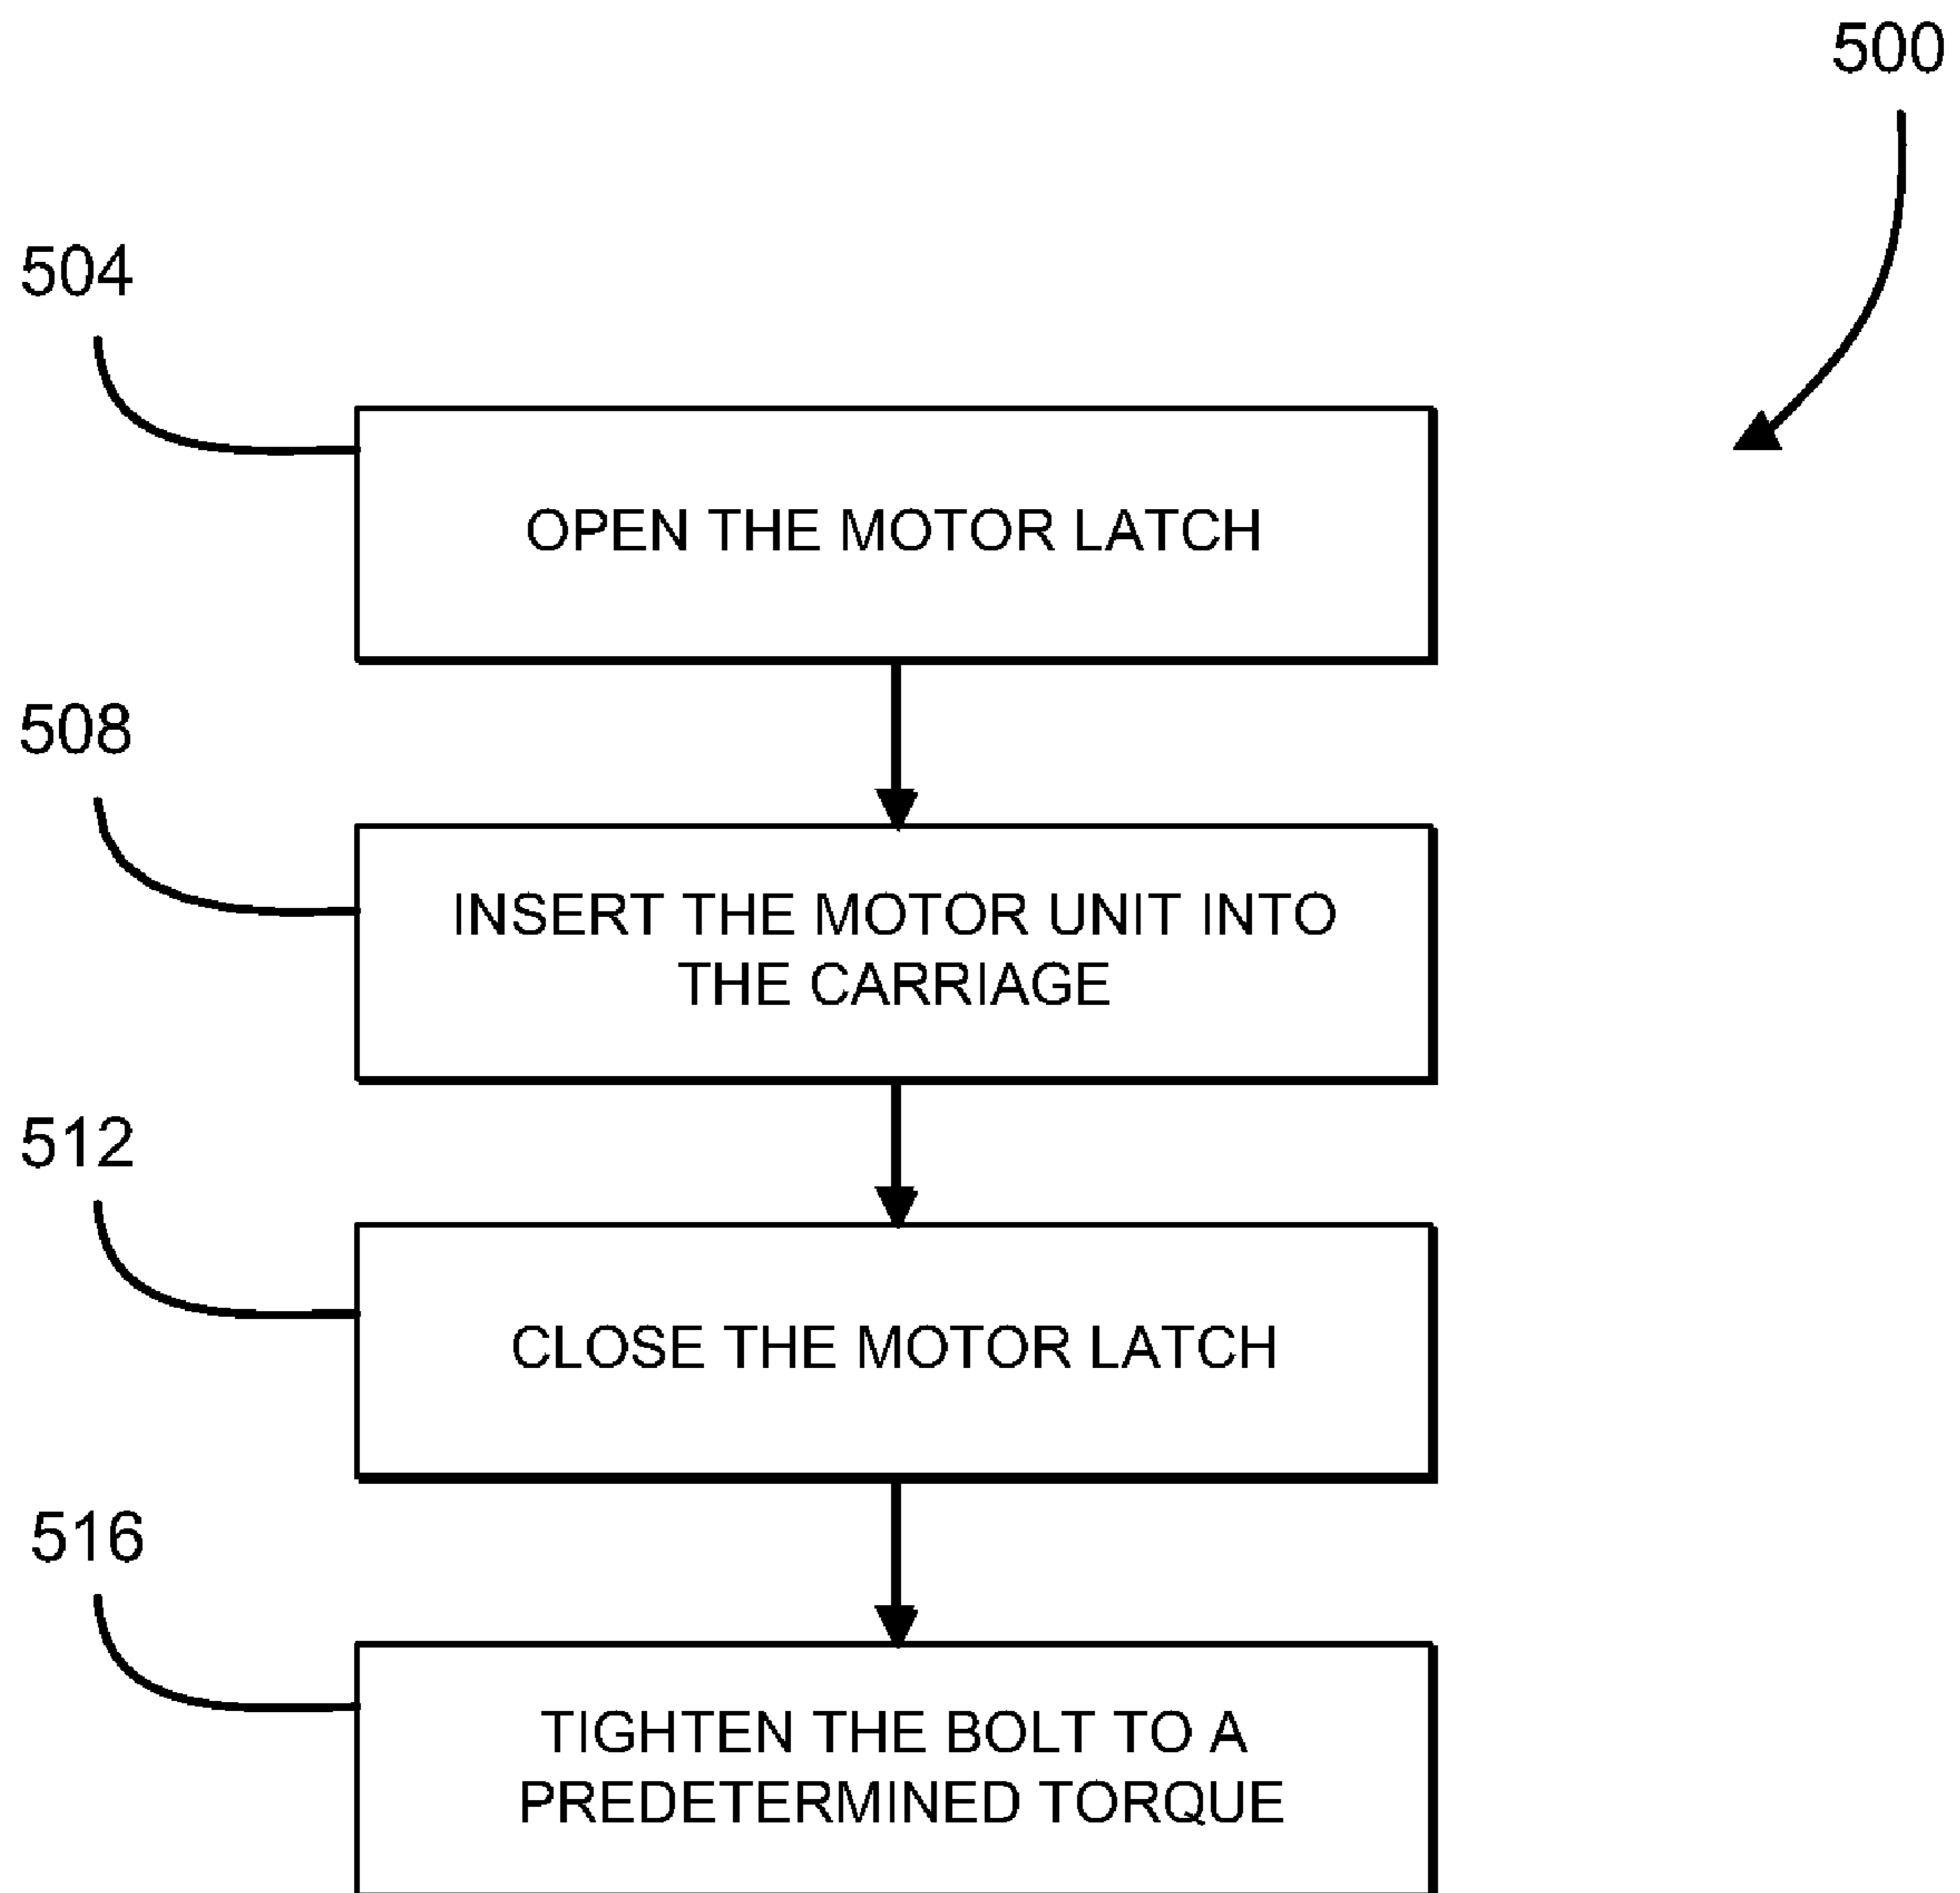 500
504
OPEN THE MOTOR LATCH
508
INSERT THE MOTOR UNIT INTO
THE CARRIAGE
512
CLOSE THE MOTOR LATCH
516
TIGHTEN THE BOLT TO A
PREDETERMINED TORQUE